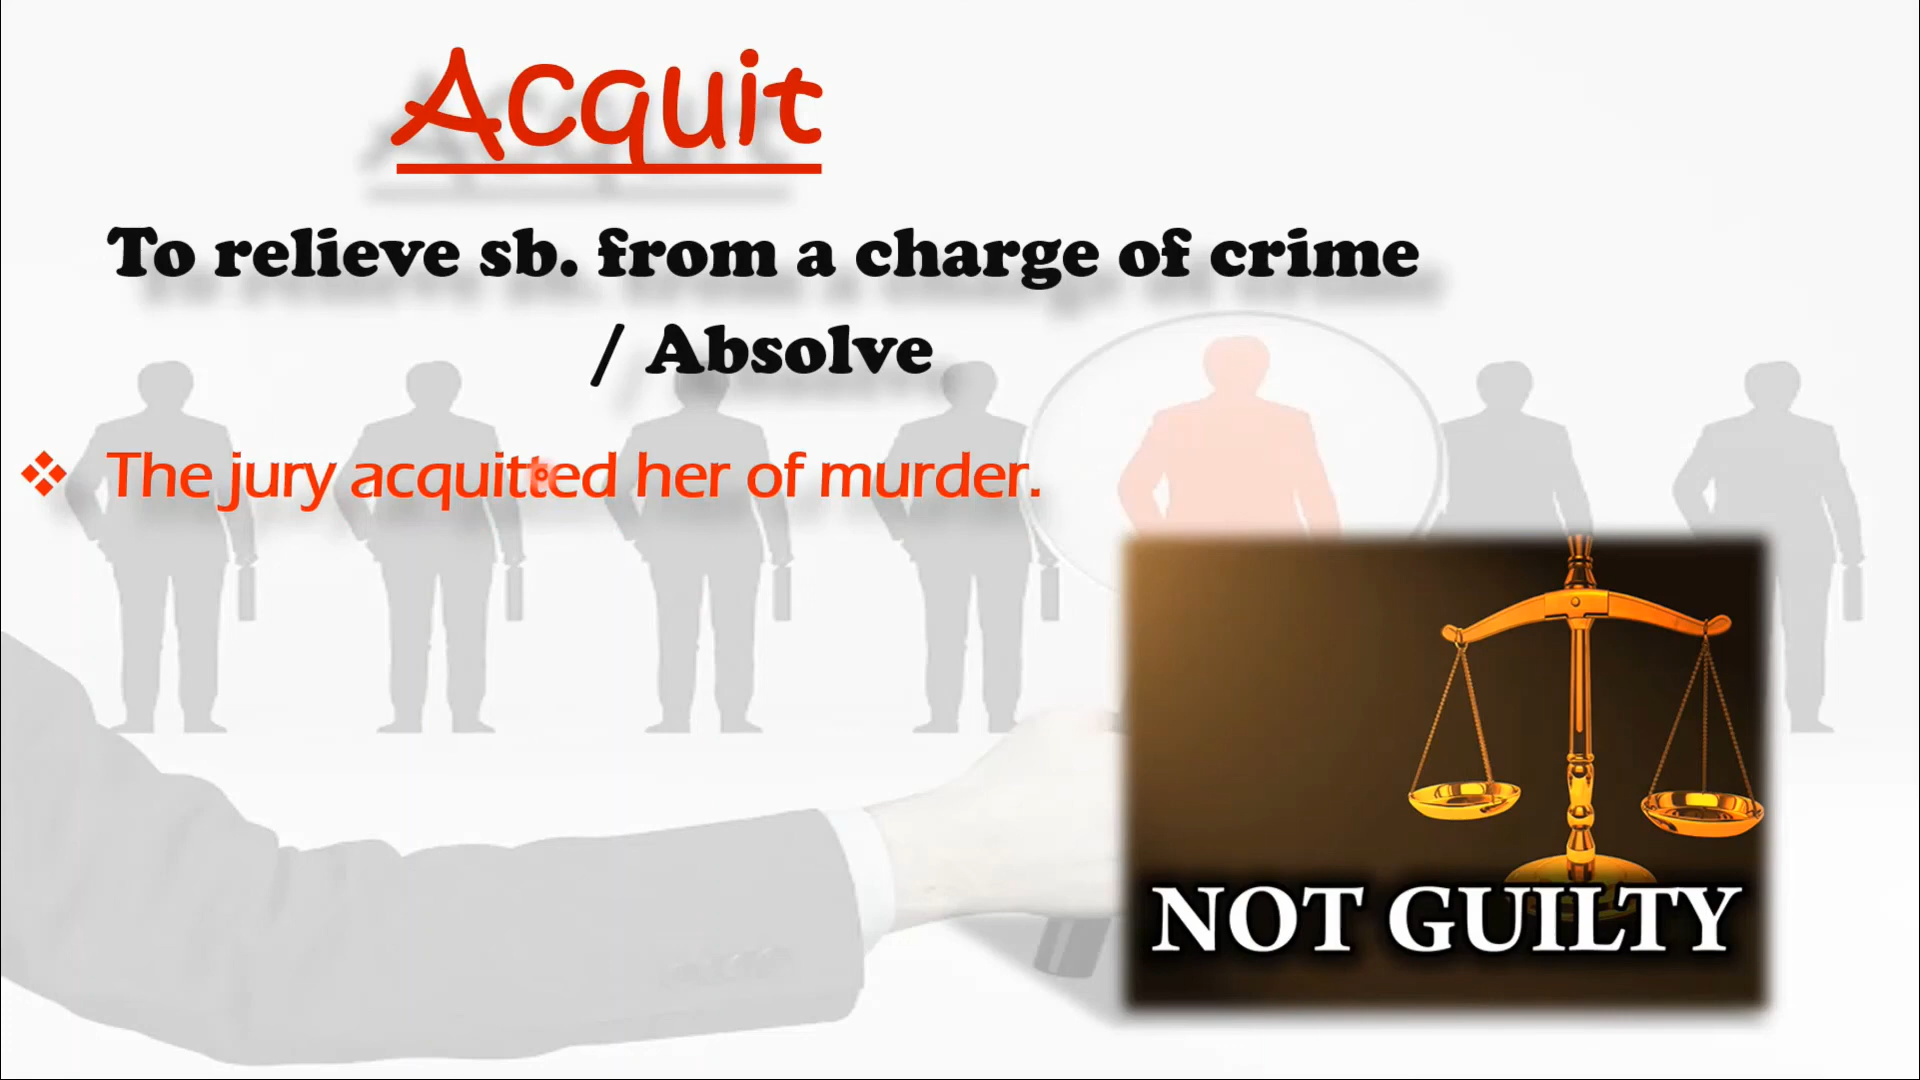 Acquit
To relieve sb. from a charge of crime
/ Absolve
❖ The jury acquitted her of murder.
NOT GUILTY